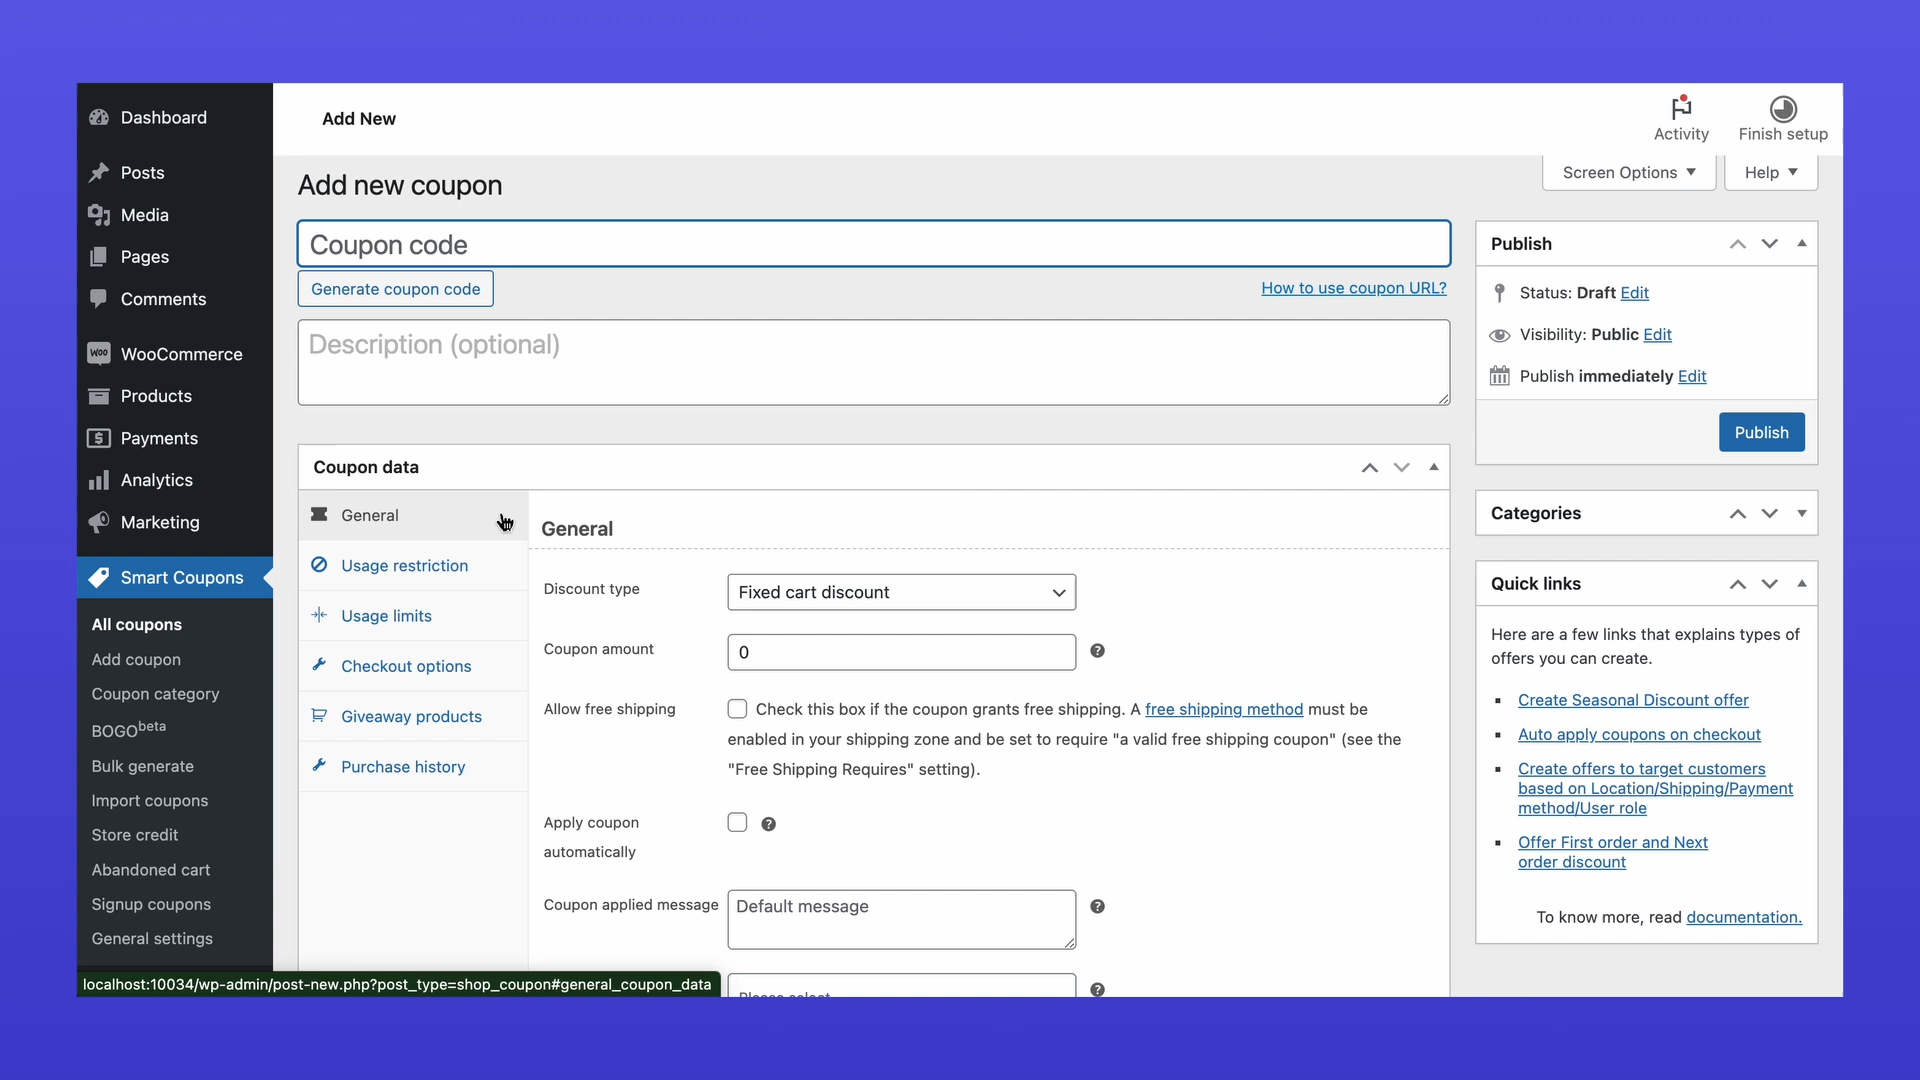 Dashboard
Posts
Media
Pages
Comments
WOO
WooCommerce
Products
Payments
Analytics
Marketing
Smart Coupons
All coupons
Add coupon
Coupon category
BOGObeta
Bulk generate
Import coupons
Store credit
Abandoned cart
Signup coupons
General settings
localhost:10034/wp-admin/post-new.php?post_type=shop_coupon#general_coupon_data
Add New
Activity
Finish setup
Screen Options
Help
Add new coupon
Coupon code
Generate coupon code
How to use coupon URL?
Description (optional)
Coupon data
General
Usage restriction
Usage limits
Checkout options
Giveaway products
Purchase history
General
Discount type
Fixed cart discount
Coupon amount
0
Allow free shipping
Check this box if the coupon grants free shipping. A free shipping method must be
enabled in your shipping zone and be set to require "a valid free shipping coupon" (see the
"Free Shipping Requires" setting).
Apply coupon
automatically
Coupon applied message
Default message
Please select
Publish
Status: Draft Edit
Visibility: Public Edit
Publish immediately Edit
Publish
Categories
Quick links
Here are a few links that explains types of
offers you can create.
Create Seasonal Discount offer
Auto apply coupons on checkout
Create offers to target customers
based on Location/Shipping/Payment
method/User role
Offer First order and Next
order discount
To know more, read documentation.